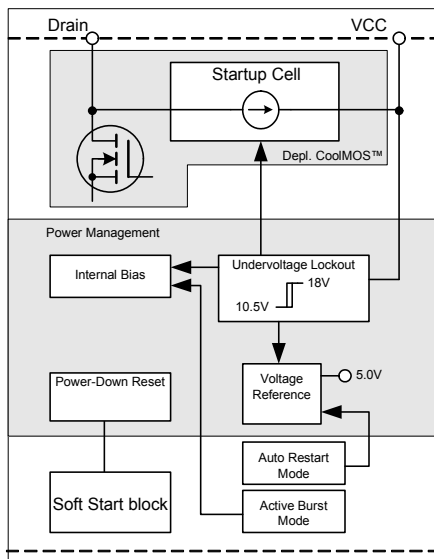 Drain
VCC
Startup Cell
Depl. CoolMOS™
Power Management
Internal Bias
Undervoltage Lockout
18V
10.5V
Power-Down Reset
Voltage
Reference
5.0V
Auto Restart
Mode
Soft Start block
Active Burst
Mode